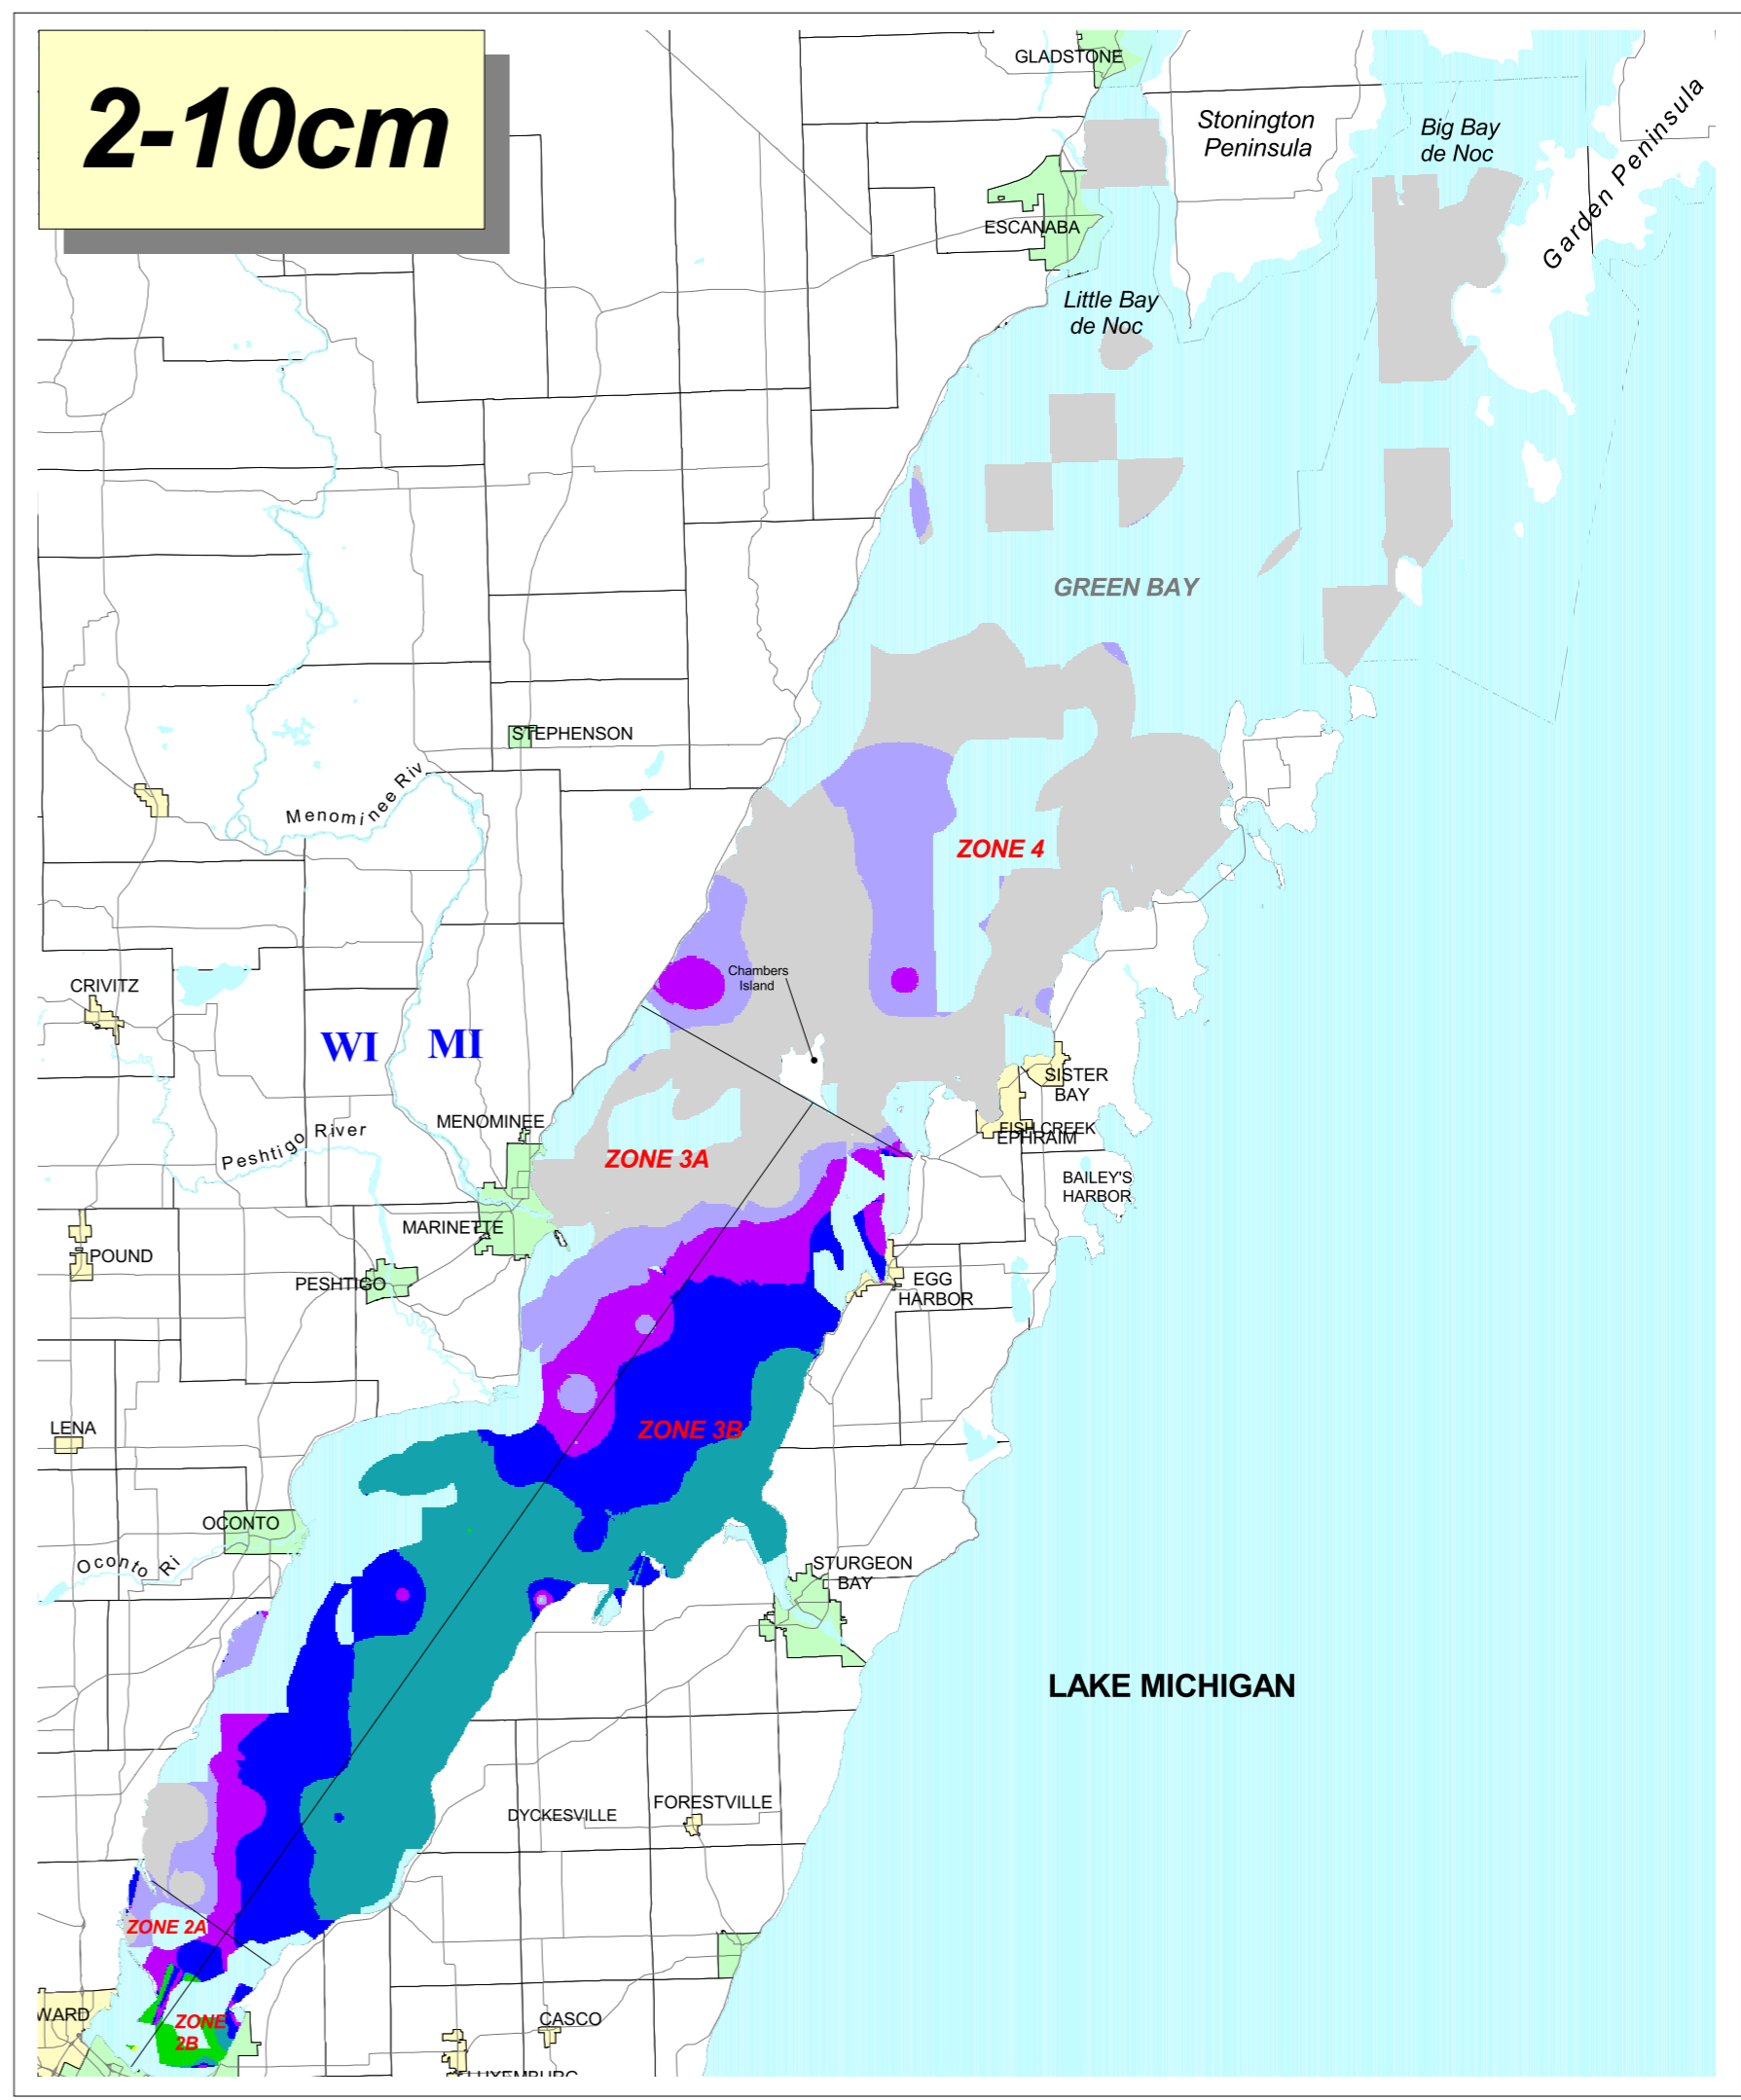 2-10cm
GLADSTONE
Stonington
Peninsula
Big Bay
de Noc
Garden Peninsula
ESCANABA
Little Bay
de Noc
GREEN BAY
STEPHENSON
Menominee Riv
ZONE 4
Chambers
Island
CRIVITZ
WI
MI
SISTER
BAY
MENOMINEE
FISH CREEK
EPHRAIM
Peshtigo River
ZONE 3A
BAILEY'S
HARBOR
MARINETTE
POUND
PESHTIGO
EGG
HARBOR
LENA
ZONE 3B
OCONTO
Oconto Ri
STURGEON
BAY
LAKE MICHIGAN
DYCKESVILLE
FORESTVILLE
ZONE 2A
WARD
ZONE
2B
CASCO
LUXEMBURG